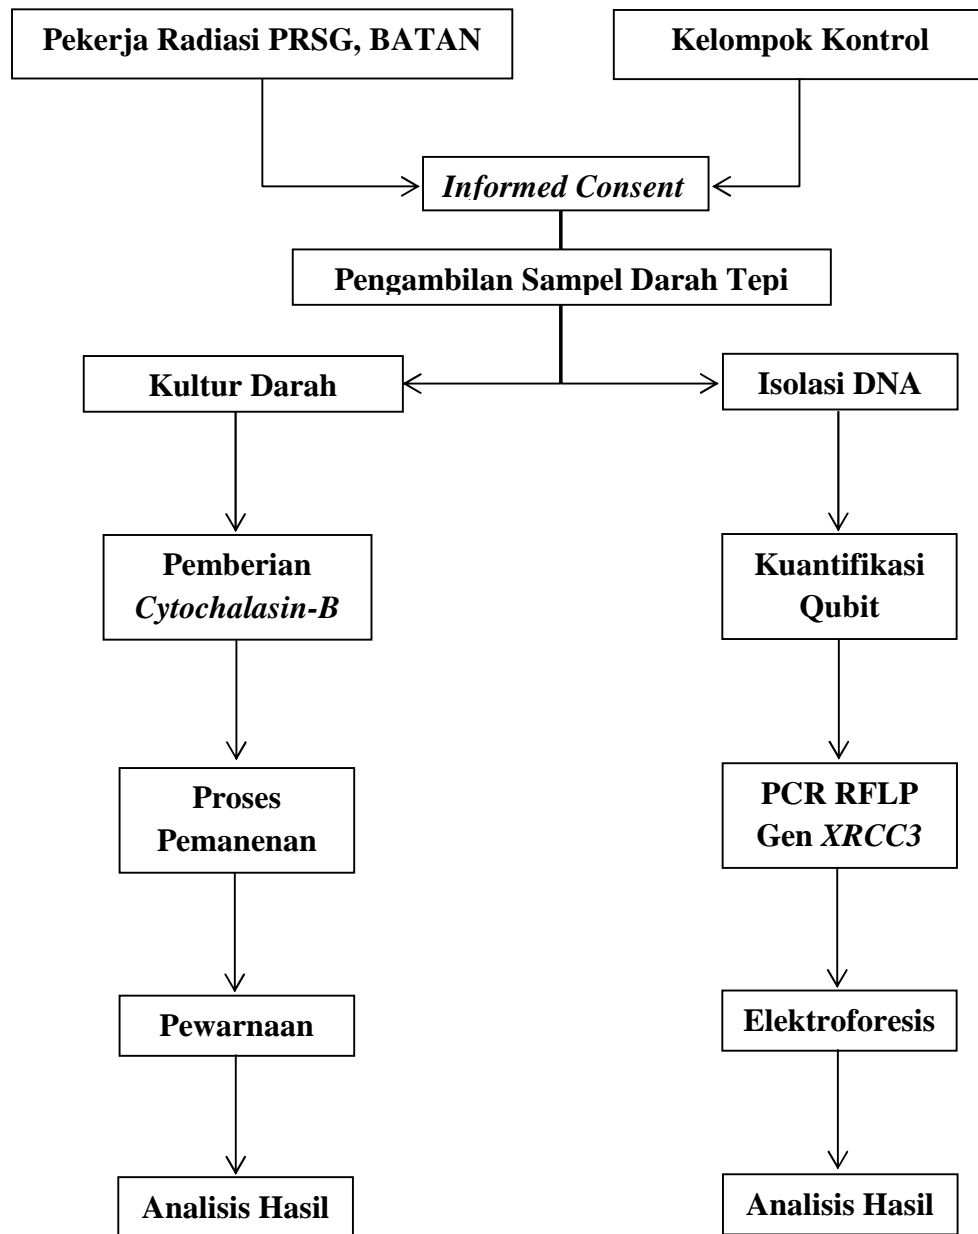 Pekerja Radiasi PRSG, BATAN
Kelompok Kontrol
Informed Consent
Pengambilan Sampel Darah Tepi
Kultur Darah
Isolasi DNA
Pemberian
Cytochalasin-B
Kuantifikasi
Qubit
Proses
Pemanenan
PCR RFLP
Gen XRCC3
Pewarnaan
Elektroforesis
Analisis Hasil
Analisis Hasil